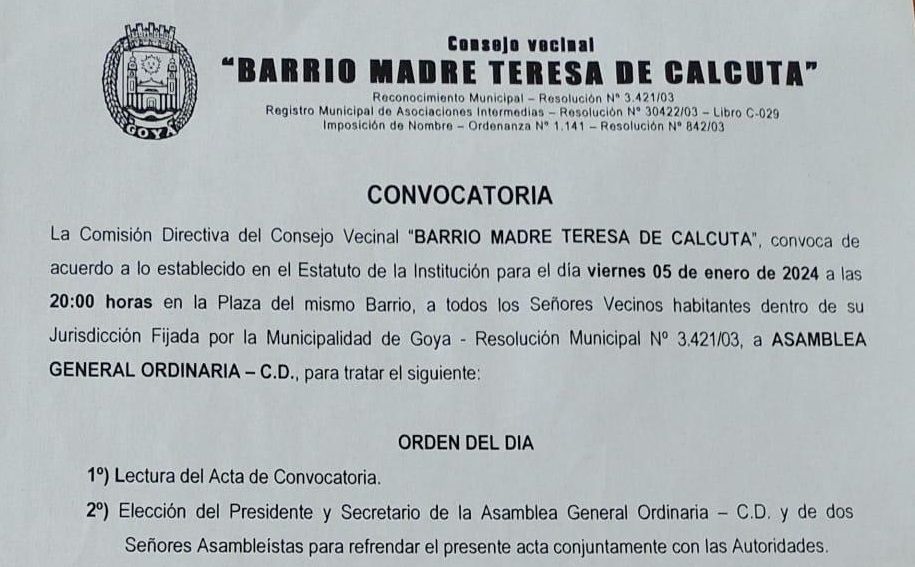 GOYA
Consejo vecinal
“BARRIO MADRE TERESA DE CALCUTA”
Reconocimiento Municipal – Resolución N° 3.421/03
Registro Municipal de Asociaciones Intermedias – Resolución N° 30422/03 – Libro C-029
Imposición de Nombre – Ordenanza N° 1.141 – Resolución N° 842/03
CONVOCATORIA
La Comisión Directiva del Consejo Vecinal “BARRIO MADRE TERESA DE CALCUTA”, convoca de
acuerdo a lo establecido en el Estatuto de la Institución para el día viernes 05 de enero de 2024 a las
20:00 horas en la Plaza del mismo Barrio, a todos los Señores Vecinos habitantes dentro de su
Jurisdicción Fijada por la Municipalidad de Goya - Resolución Municipal Nº 3.421/03, a ASAMBLEA
GENERAL ORDINARIA – C.D., para tratar el siguiente:
ORDEN DEL DIA
1º) Lectura del Acta de Convocatoria.
2º) Elección del Presidente y Secretario de la Asamblea General Ordinaria – C.D. y de dos
Señores Asambleístas para refrendar el presente acta conjuntamente con las Autoridades.